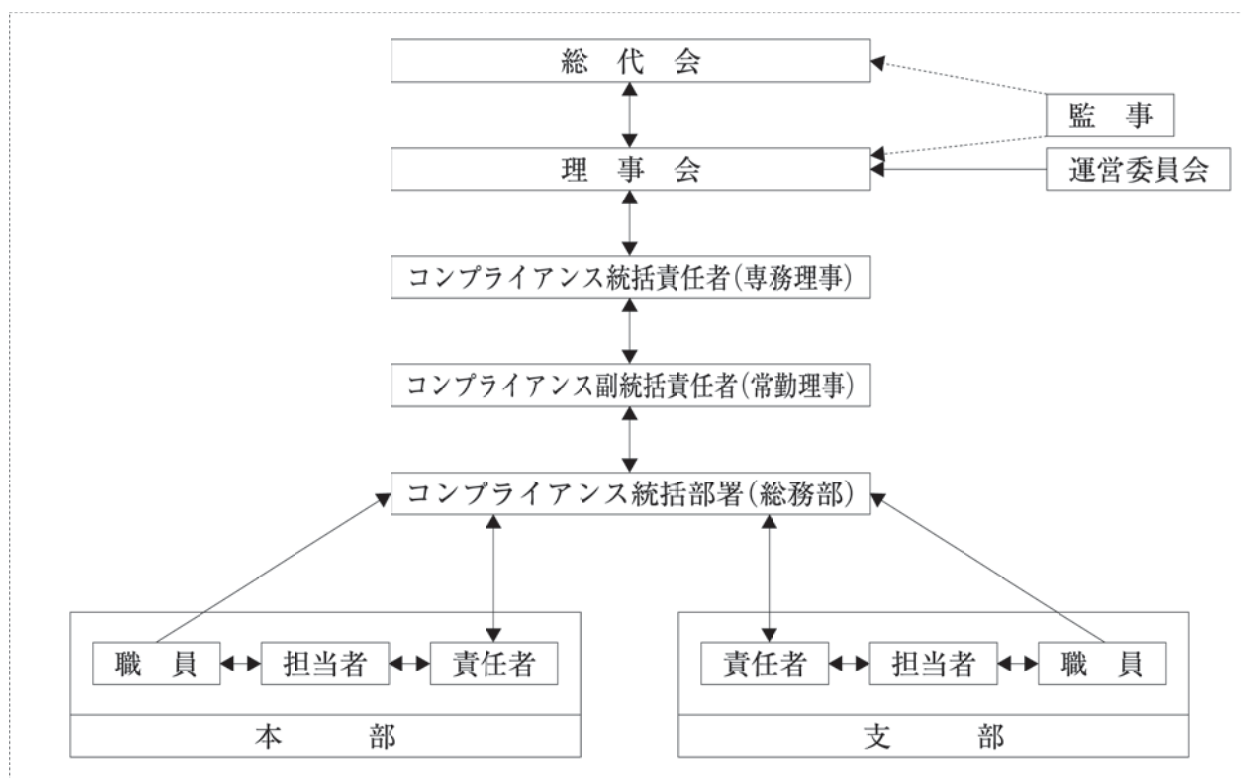 総代会
監事
理事会
運営委員会
コンプライアンス統括責任者(専務理事)
コンプライアンス副統括責任者(常勤理事)
コンプライアンス統括部署(総務部)
職員
担当者
責任者
責任者
担当者
職員
本部
支部